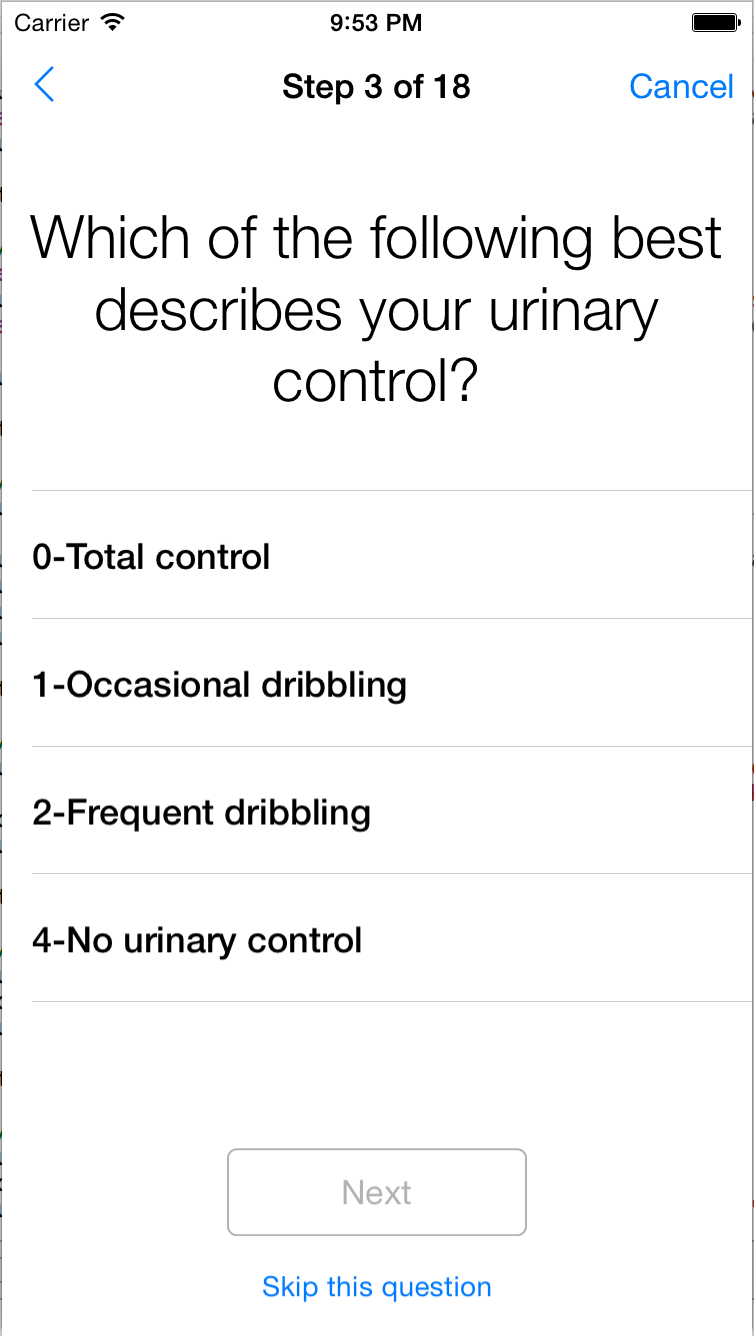 Carrier 9:53 PM
Step 3 of 18 Cancel
Which of the following best
describes your urinary
control?
0-Total control
1-Occasional dribbling
2-Frequent dribbling
4-No urinary control
Next
Skip this question